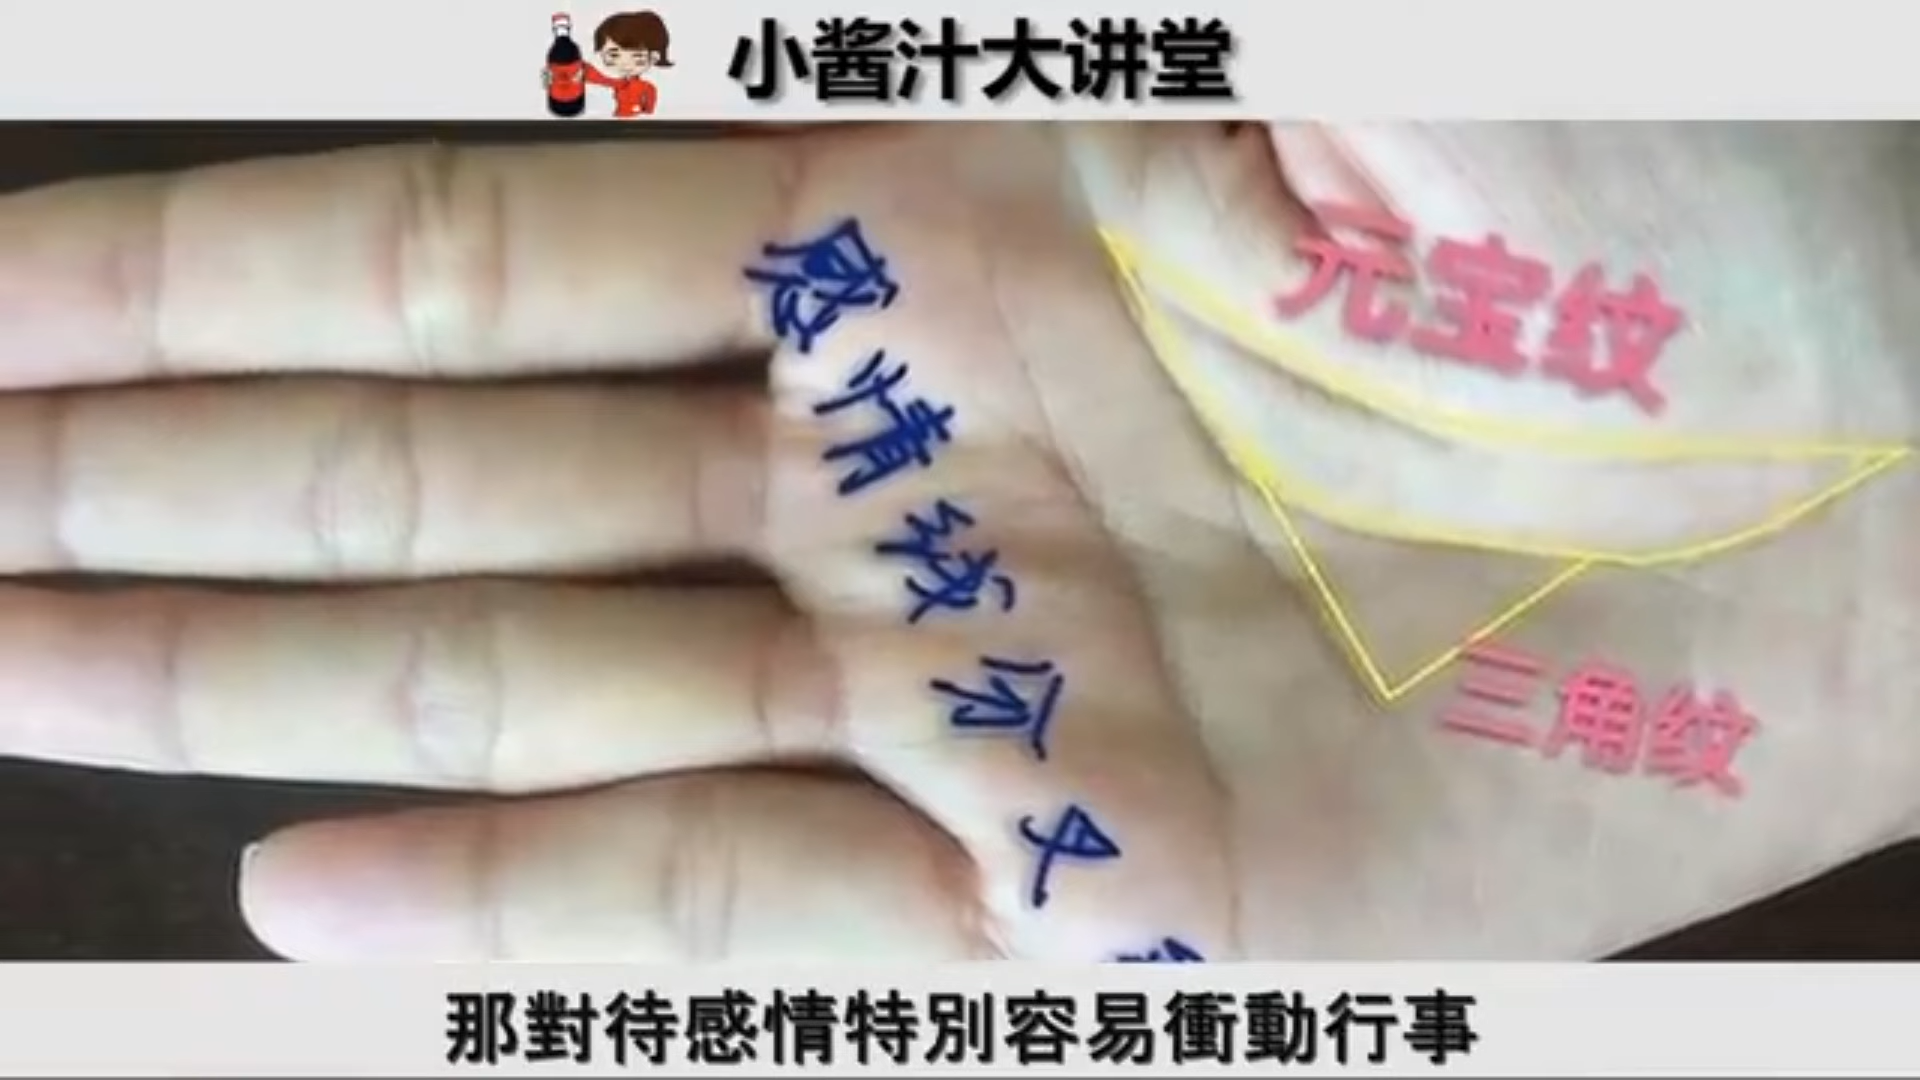 小酱汁大讲堂
元宝纹
感情线分叉
三角纹
那對待感情特別容易衝動行事